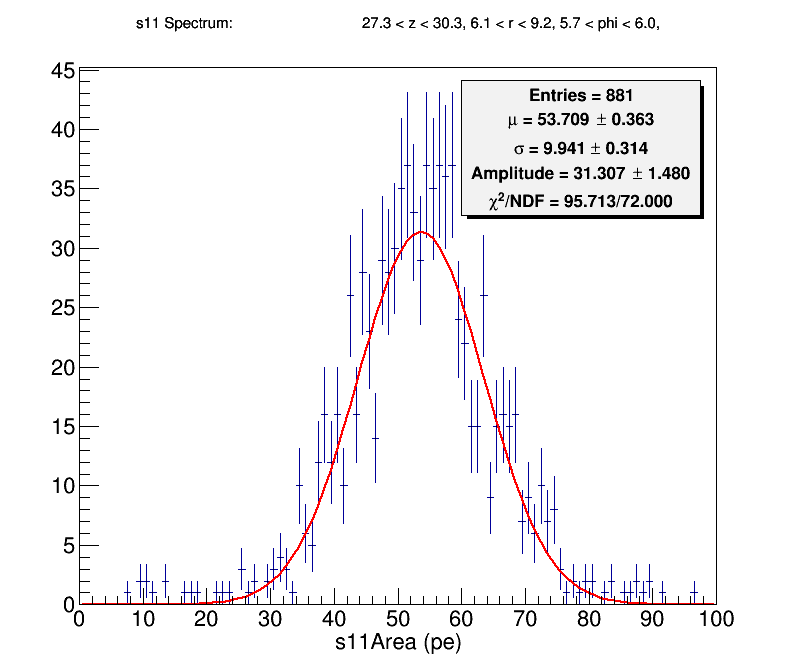 s11 Spectrum: 27.3 < z < 30.3, 6.1 < r < 9.2, 5.7 < phi < 6.0,
Entries = 881
μ = 53.709 ± 0.363
σ = 9.941 ± 0.314
Amplitude = 31.307 ± 1.480
χ²/NDF = 95.713/72.000
45
40
35
30
25
20
15
10
5
0
0 10 20 30 40 50 60 70 80 90 100
s11Area (pe)